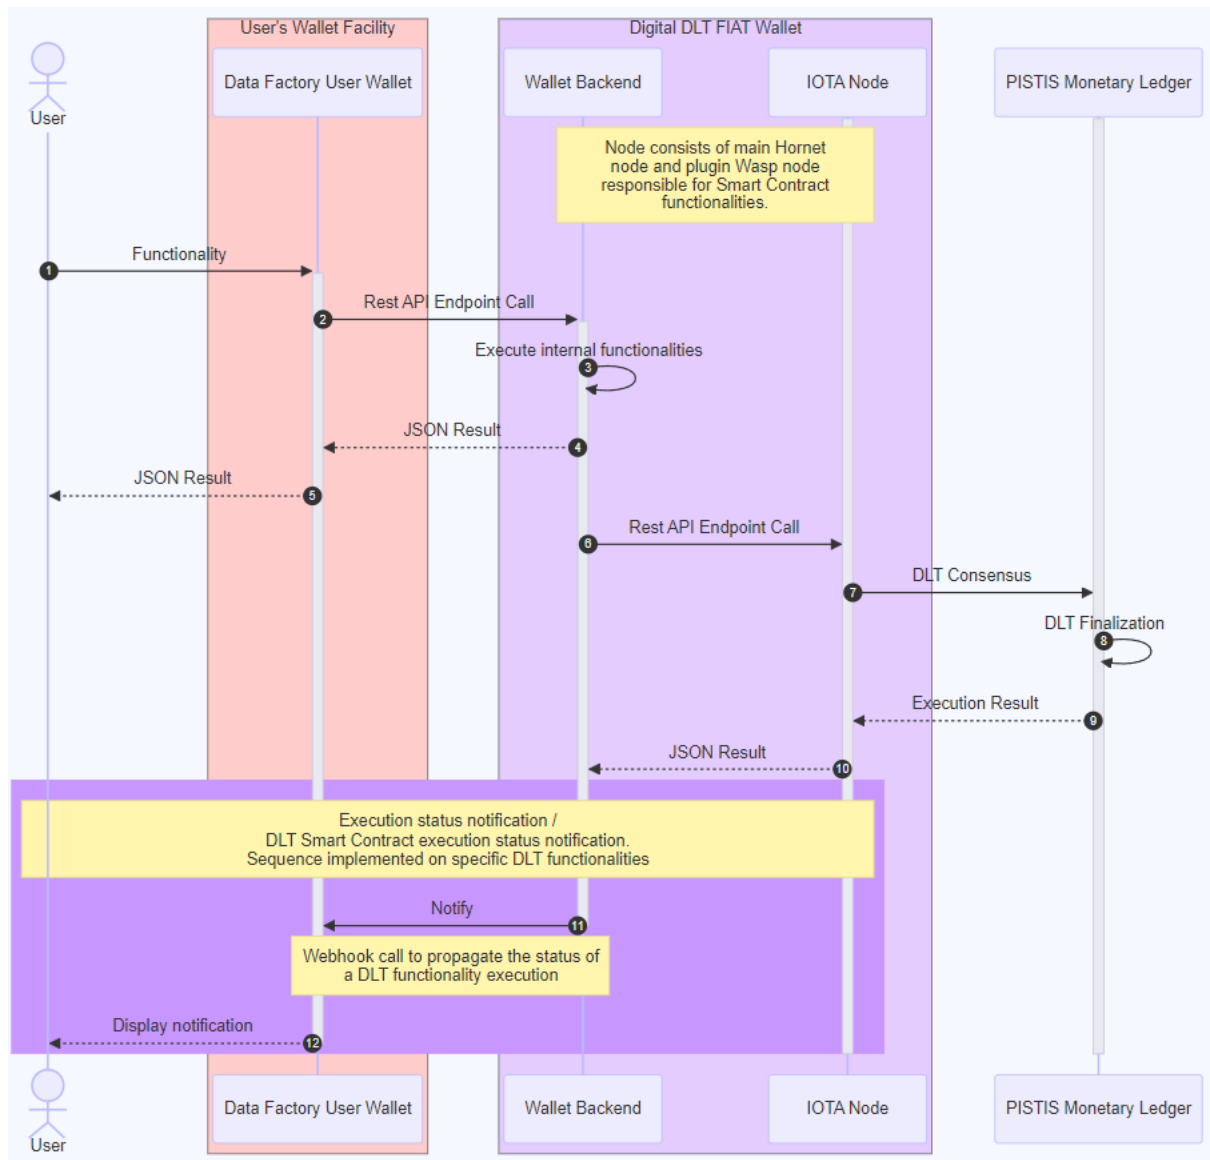 User's Wallet Facility
Digital DLT FIAT Wallet
User
Data Factory User Wallet
Wallet Backend
IOTA Node
PISTIS Monetary Ledger
Node consists of main Hornet
node and plugin Wasp node
responsible for Smart Contract
functionalities.
Functionality
1
Rest API Endpoint Call
2
Execute internal functionalities
3
JSON Result
4
JSON Result
5
Rest API Endpoint Call
6
DLT Consensus
7
DLT Finalization
8
Execution Result
9
JSON Result
10
Execution status notification /
DLT Smart Contract execution status notification.
Sequence implemented on specific DLT functionalities
Notify
11
Webhook call to propagate the status of
a DLT functionality execution
Display notification
12
User
Data Factory User Wallet
Wallet Backend
IOTA Node
PISTIS Monetary Ledger